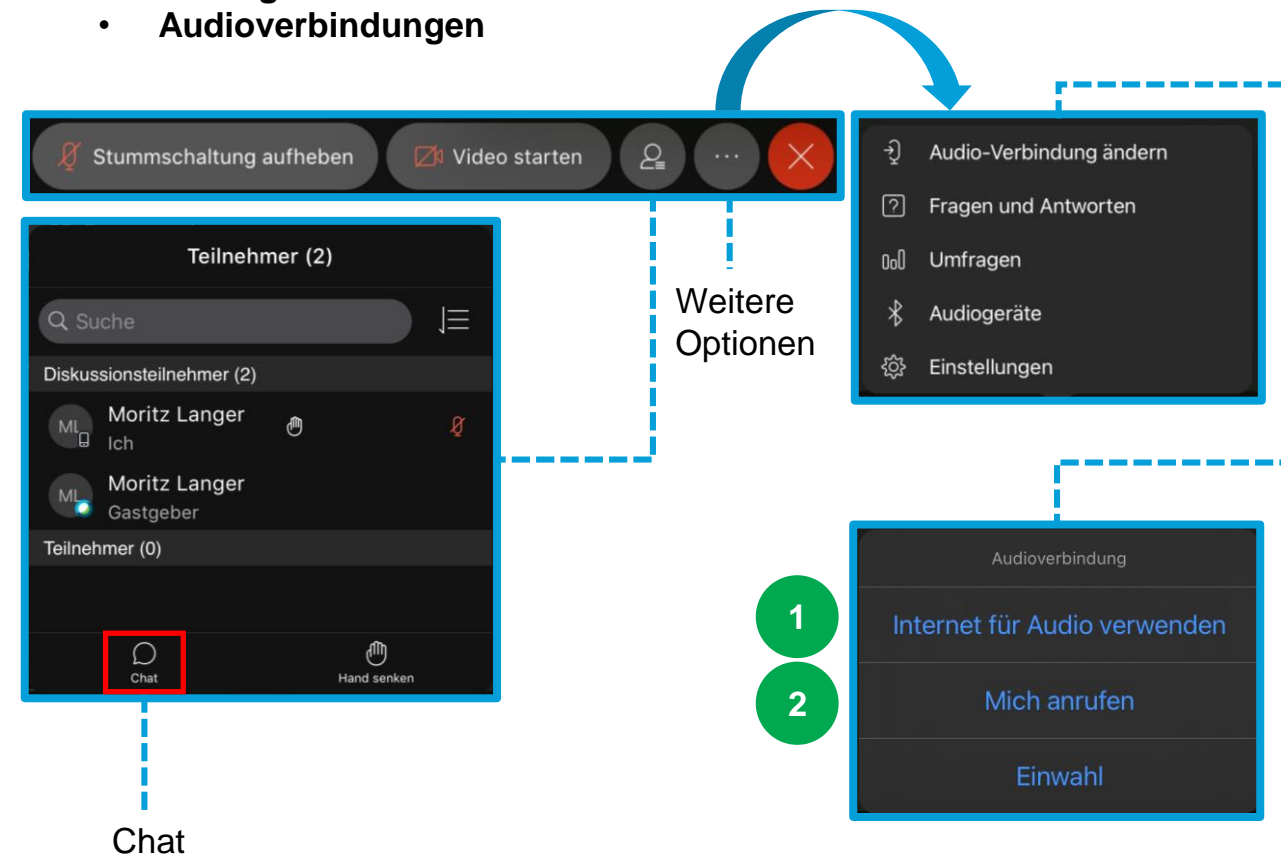 • Audioverbindungen
Stummschaltung aufheben
Video starten
Audio-Verbindung ändern
Fragen und Antworten
Umfragen
Audiogeräte
Einstellungen
Weitere
Optionen
Teilnehmer (2)
Suche
Diskussionsteilnehmer (2)
ML
Moritz Langer
Ich
ML
Moritz Langer
Gastgeber
Teilnehmer (0)
Chat
Hand senken
Chat
Audioverbindung
1
Internet für Audio verwenden
2
Mich anrufen
Einwahl